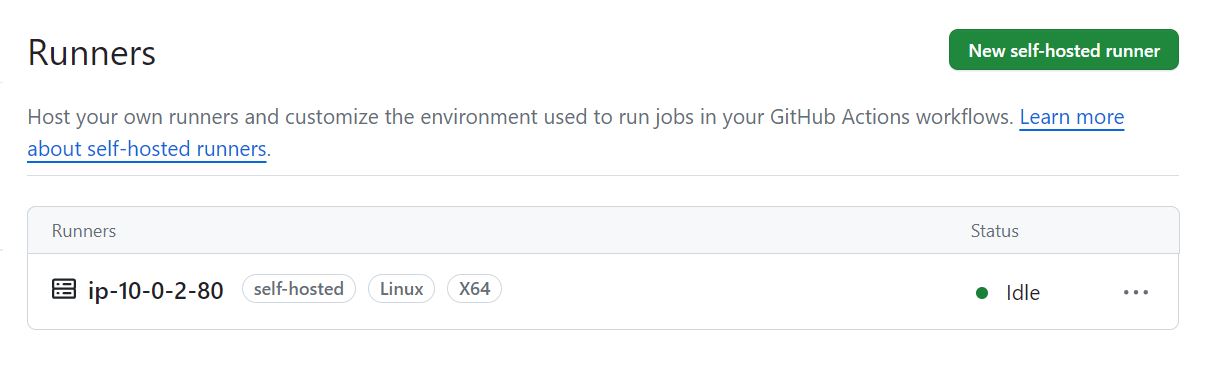 Runners
New self-hosted runner
Host your own runners and customize the environment used to run jobs in your GitHub Actions workflows. Learn more
about self-hosted runners.
Runners Status
ip-10-0-2-80 self-hosted Linux X64 Idle